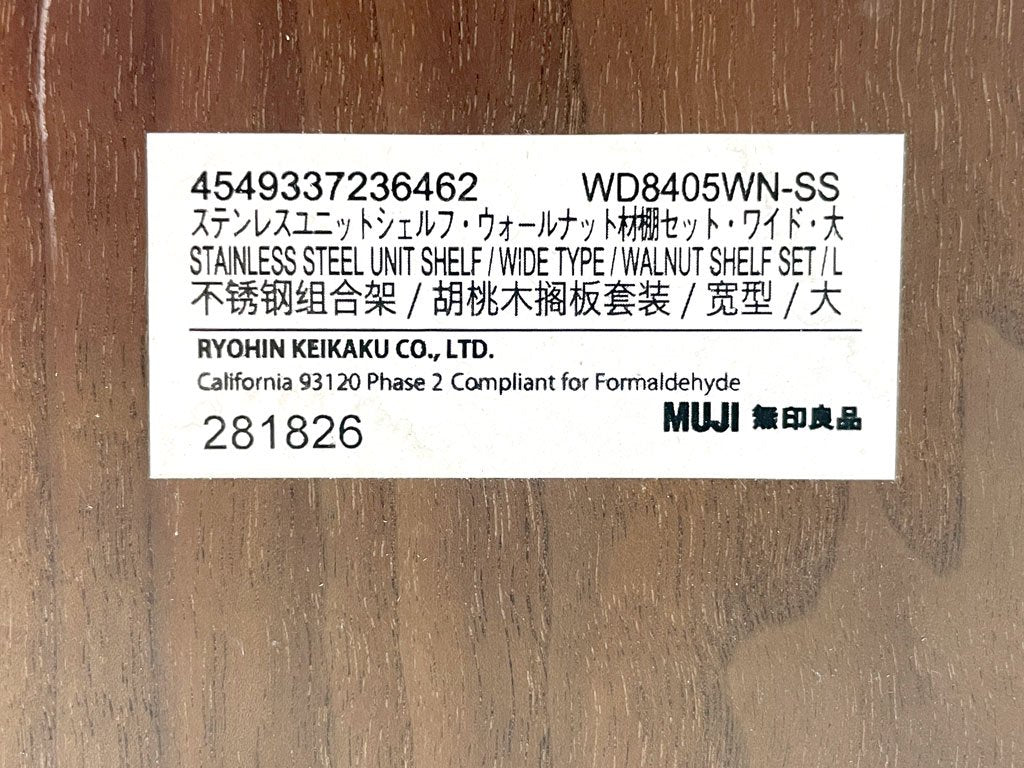 4549337236462 WD8405WN-SS
ステンレスユニットシェルフ・ウォールナット材棚セット・ワイド・大
STAINLESS STEEL UNIT SHELF / WIDE TYPE / WALNUT SHELF SET / L
不锈钢组合架 / 胡桃木搁板套装 / 宽型 / 大
RYOHIN KEIKAKU CO., LTD.
California 93120 Phase 2 Compliant for Formaldehyde
MUJI 無印良品
281826